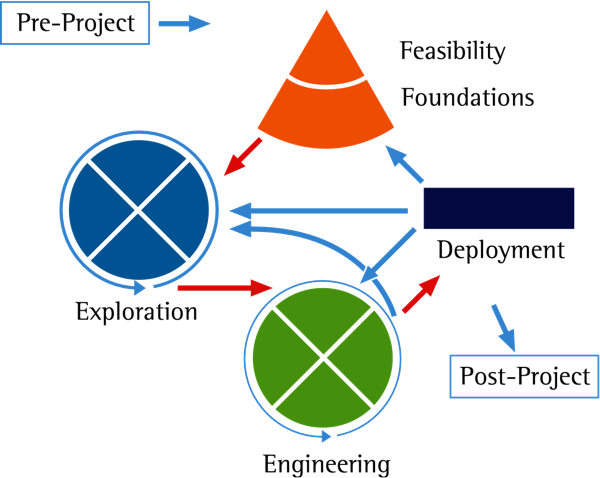 Pre-Project
Feasibility
Foundations
Deployment
Exploration
Post-Project
Engineering